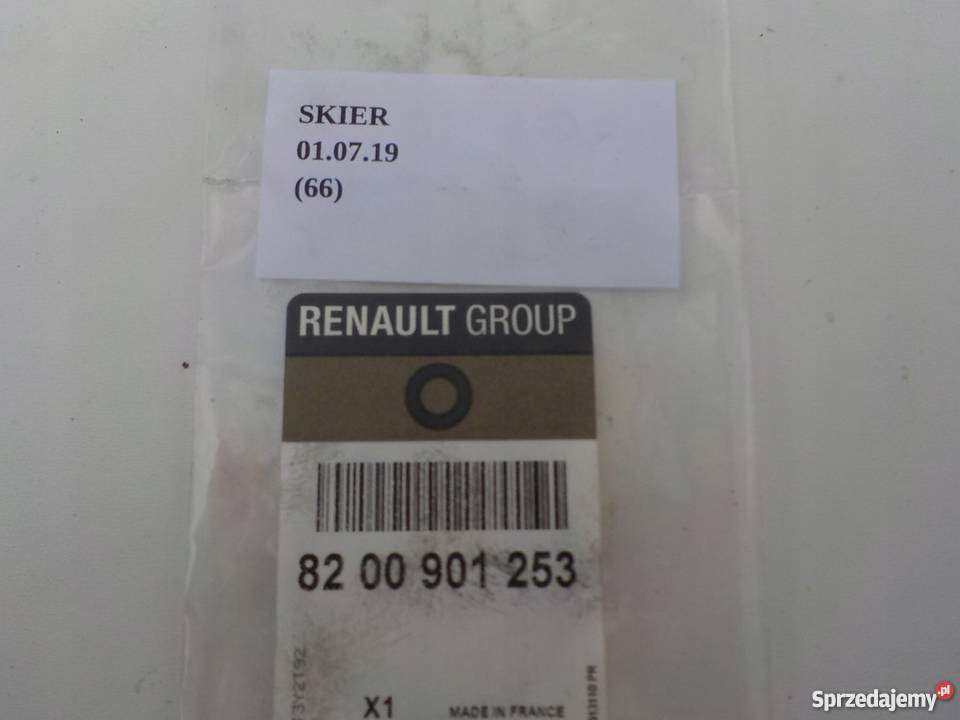 SKIER
01.07.19
(66)
RENAULT GROUP
82 00 901 253
X1
MADE IN FRANCE
Sprzedajemy.pl